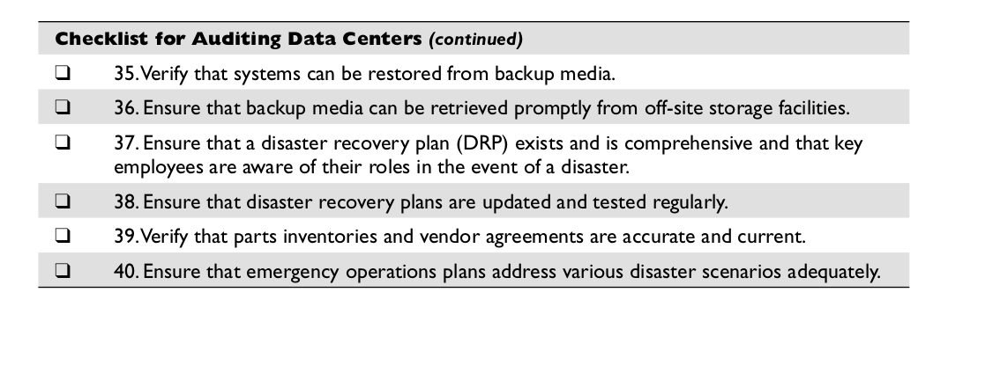 Checklist for Auditing Data Centers (continued)
❏ 35. Verify that systems can be restored from backup media.
❏ 36. Ensure that backup media can be retrieved promptly from off-site storage facilities.
❏ 37. Ensure that a disaster recovery plan (DRP) exists and is comprehensive and that key
employees are aware of their roles in the event of a disaster.
❏ 38. Ensure that disaster recovery plans are updated and tested regularly.
❏ 39. Verify that parts inventories and vendor agreements are accurate and current.
❏ 40. Ensure that emergency operations plans address various disaster scenarios adequately.